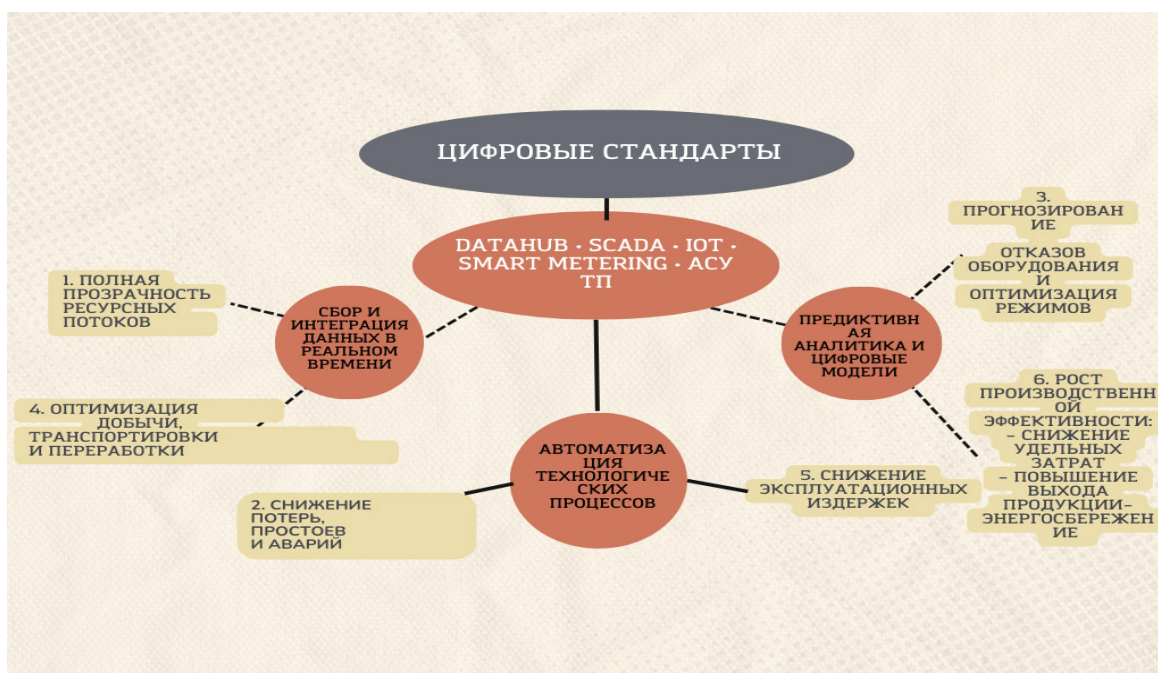 ЦИФРОВЫЕ СТАНДАРТЫ
DATAHUB · SCADA · IOT ·
SMART METERING · АСУ
ТП
1. ПОЛНАЯ
ПРОЗРАЧНОСТЬ
РЕСУРСНЫХ
ПОТОКОВ
СБОР И
ИНТЕГРАЦИЯ
ДАННЫХ В
РЕАЛЬНОМ
ВРЕМЕНИ
4. ОПТИМИЗАЦИЯ
ДОБЫЧИ,
ТРАНСПОРТИРОВКИ
И ПЕРЕРАБОТКИ
АВТОМАТИЗА
ЦИЯ
ТЕХНОЛОГИЧЕ
СКИХ
ПРОЦЕССОВ
2. СНИЖЕНИЕ
ПОТЕРЬ,
ПРОСТОЕВ
И АВАРИЙ
5. СНИЖЕНИЕ
ЭКСПЛУАТАЦИОННЫХ
ИЗДЕРЖЕК
ПРЕДИКТИВН
АЯ
АНАЛИТИКА И
ЦИФРОВЫЕ
МОДЕЛИ
3.
ПРОГНОЗИРОВАН
ИЕ
ОТКАЗОВ
ОБОРУДОВАНИЯ
И
ОПТИМИЗАЦИЯ
РЕЖИМОВ
6. РОСТ
ПРОИЗВОДСТВЕНН
ОЙ
ЭФФЕКТИВНОСТИ:
- СНИЖЕНИЕ
УДЕЛЬНЫХ
ЗАТРАТ
- ПОВЫШЕНИЕ
ВЫХОДА
ПРОДУКЦИИ-
ЭНЕРГОСБЕРЕЖЕН
ИЕ